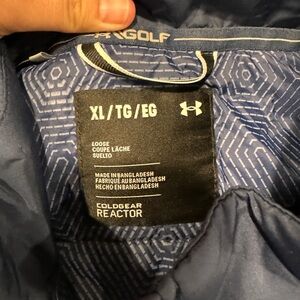 GOLF
XL / TG / EG
LOOSE
COUPE LÂCHE
SUELTO
MADE IN BANGLADESH
FABRIQUÉ AU BANGLADESH
HECHO EN BANGLADESH
COLDGEAR
REACTOR